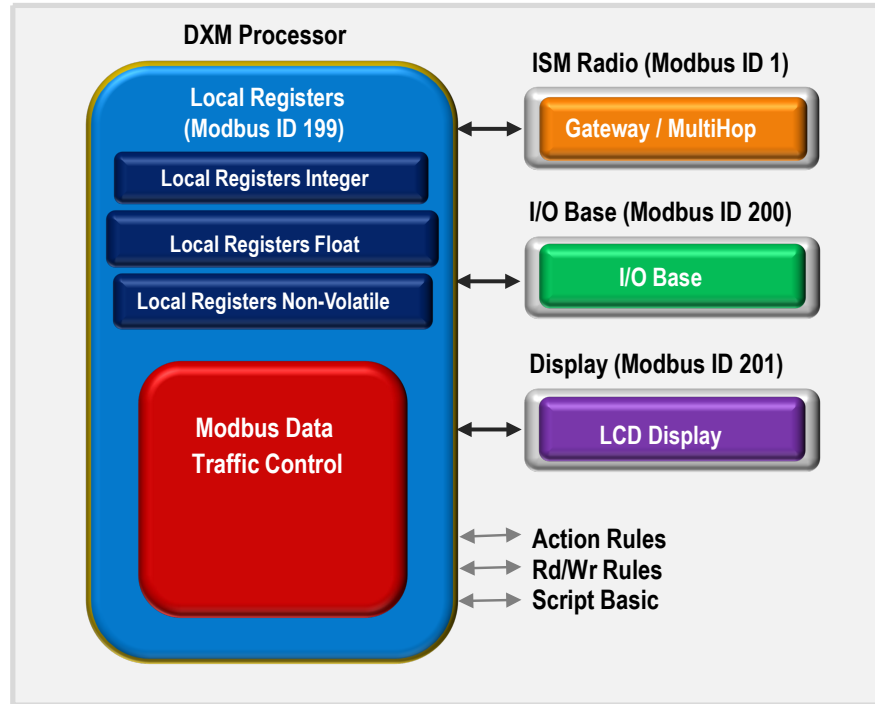 DXM Processor
Local Registers
(Modbus ID 199)
Local Registers Integer
Local Registers Float
Local Registers Non-Volatile
Modbus Data
Traffic Control
ISM Radio (Modbus ID 1)
Gateway / MultiHop
I/O Base (Modbus ID 200)
I/O Base
Display (Modbus ID 201)
LCD Display
Action Rules
Rd/Wr Rules
Script Basic